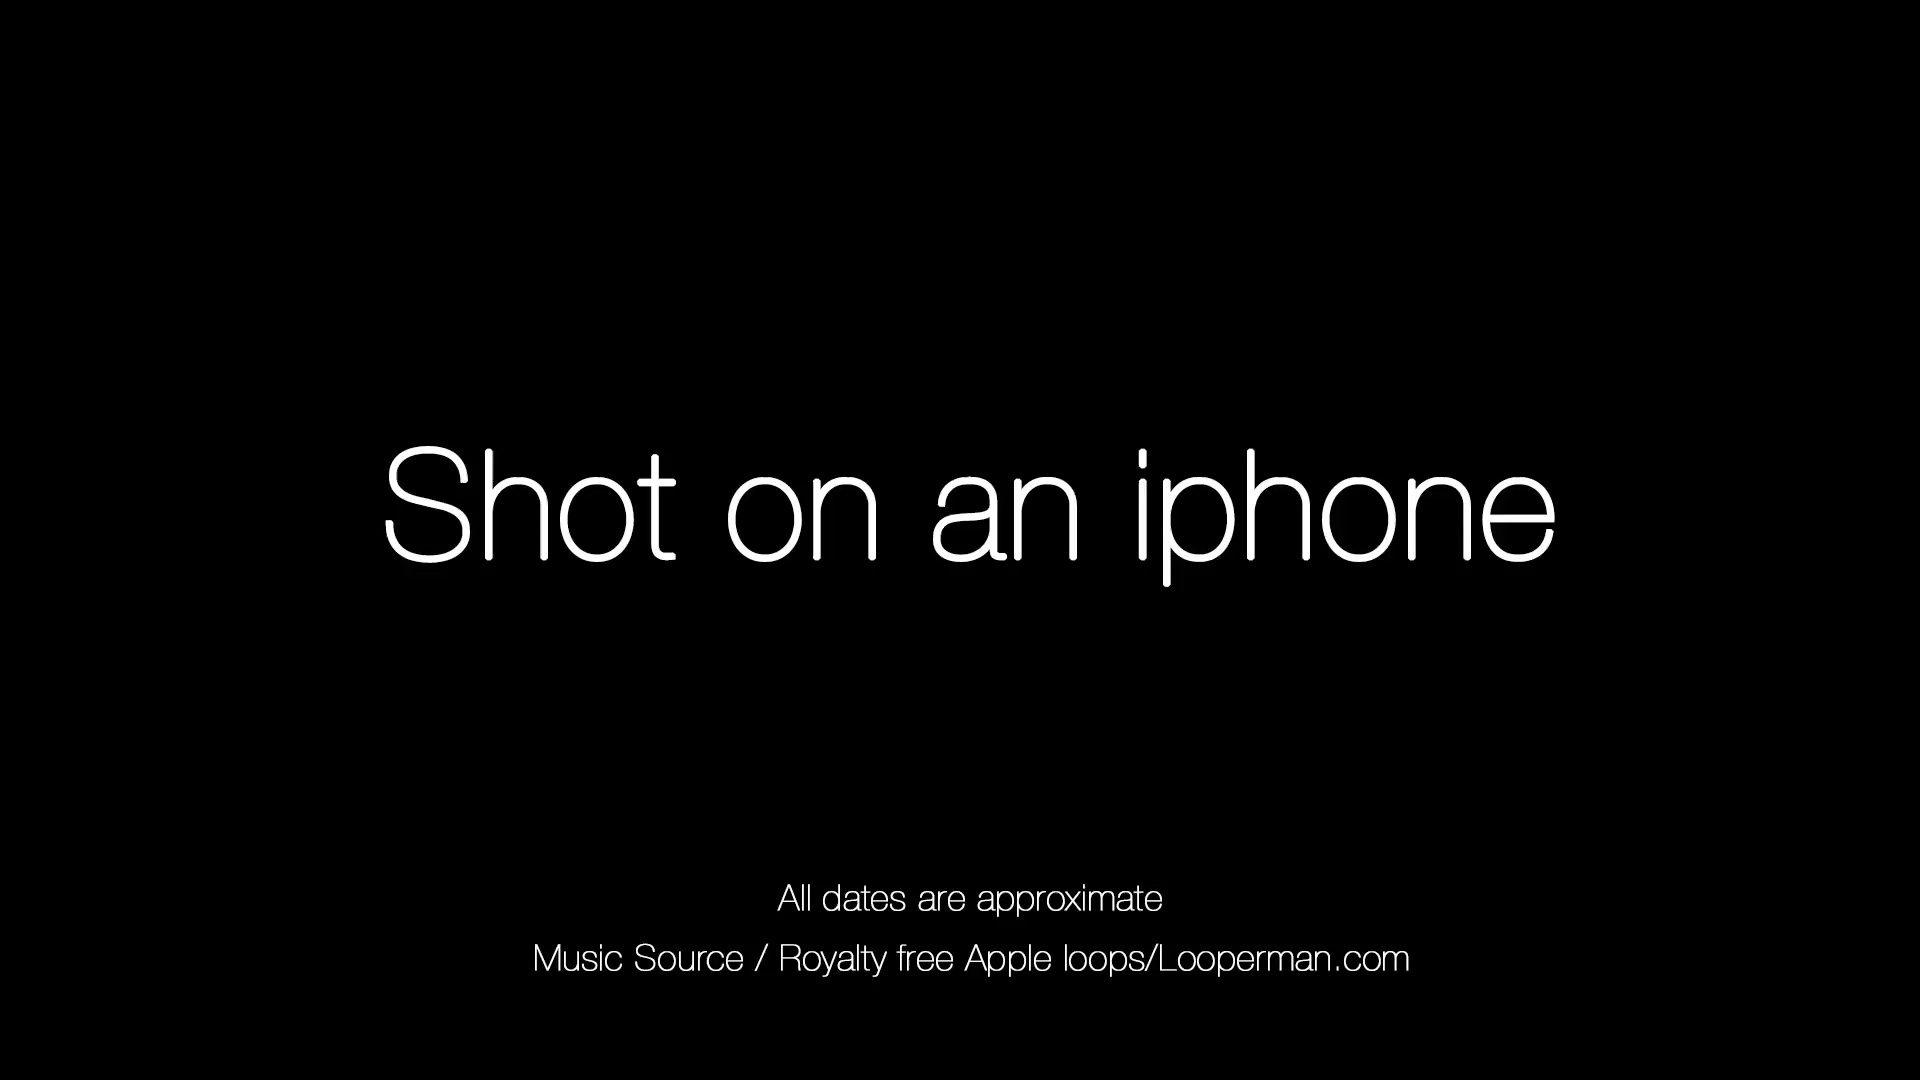 Shot on an iphone
All dates are approximate
Music Source / Royalty free Apple loops/Looperman.com